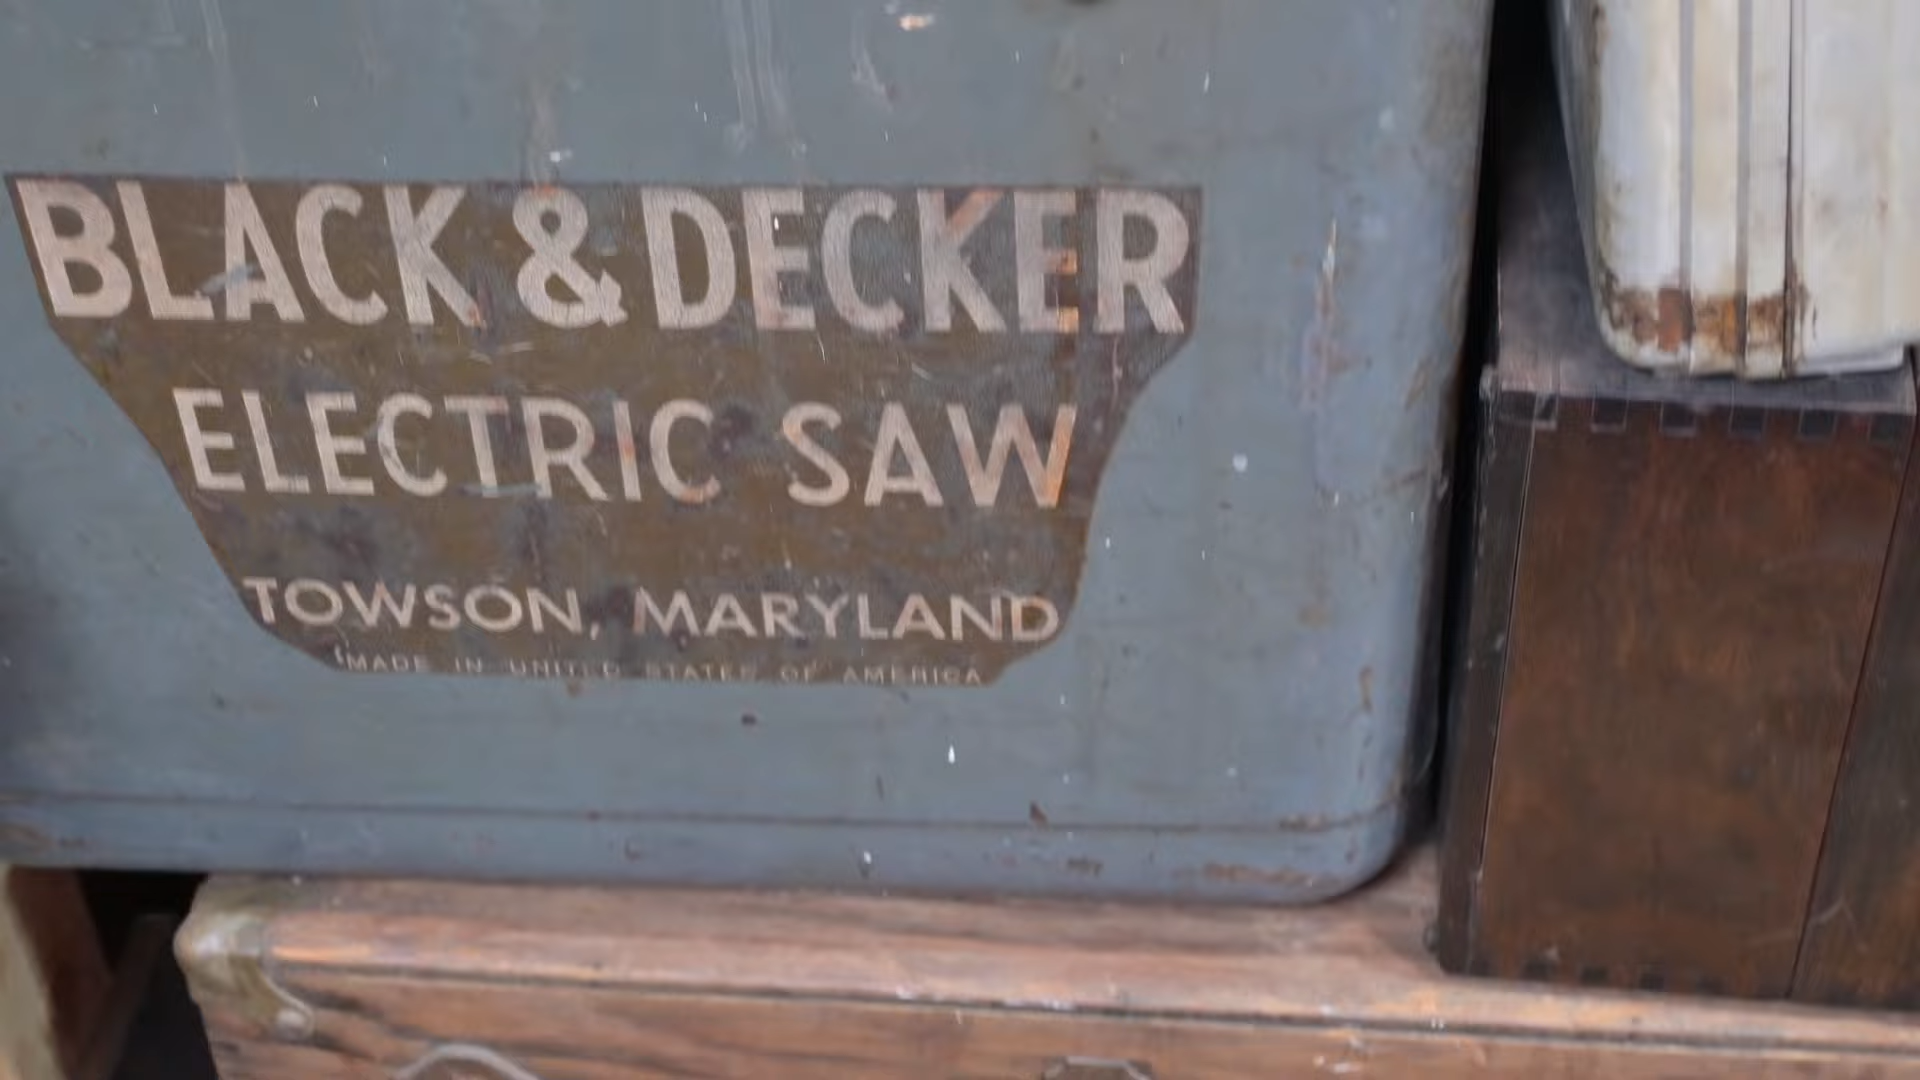 BLACK & DECKER
ELECTRIC SAW
TOWSON, MARYLAND
MADE IN UNITED STATES OF AMERICA